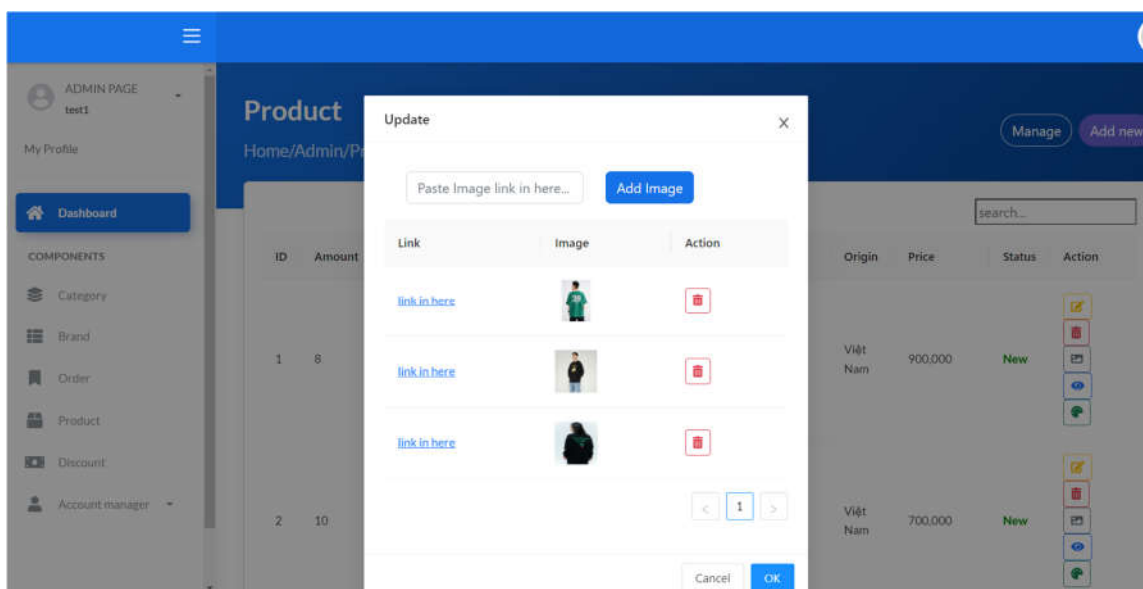 ADMIN PAGE
test1
My Profile
Dashboard
COMPONENTS
Category
Brand
Order
Product
Discount
Account manager
Product
Home/Admin/Pr
Manage
Add new
search...
ID Amount Origin Price Status Action
1 8 Việt Nam 900,000 New
2 10 Việt Nam 700,000 New
Update
X
Paste Image link in here...
Add Image
Link Image Action
link in here
link in here
link in here
< 1 >
Cancel
OK